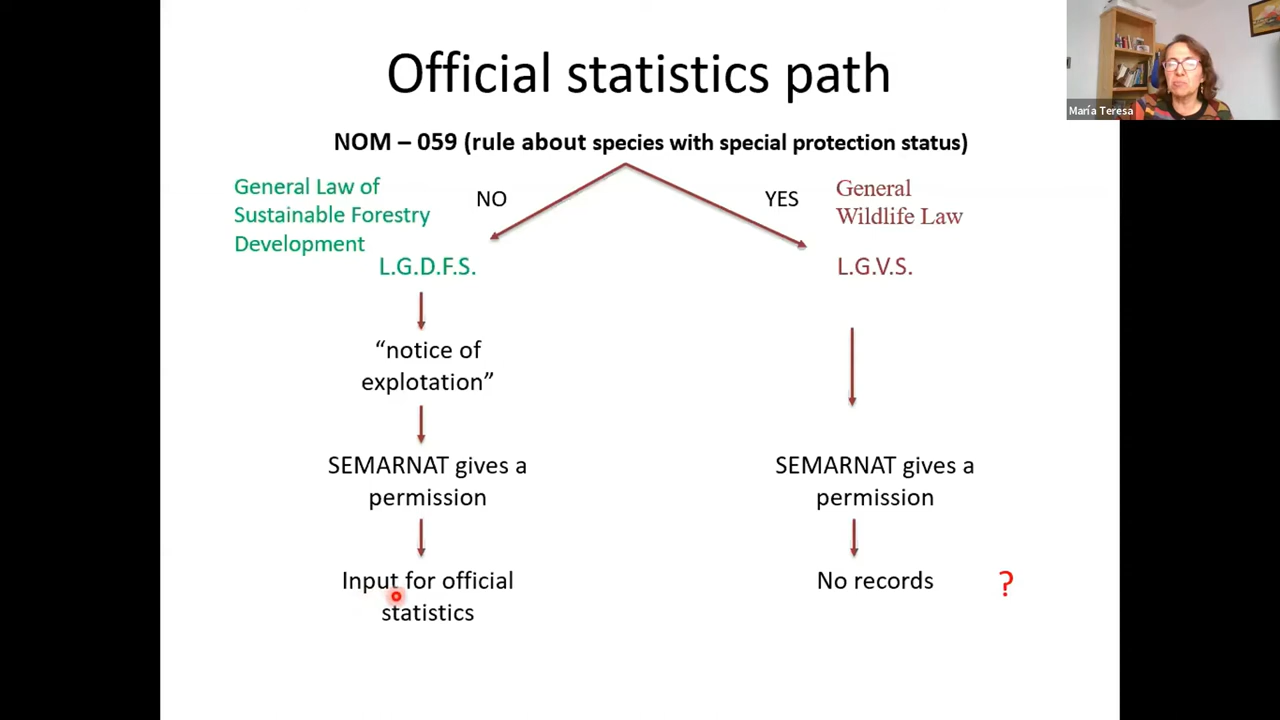 Official statistics path
María Teresa
NOM – 059 (rule about species with special protection status)
General Law of
Sustainable Forestry
Development
NO
YES
General
Wildlife Law
L.G.D.F.S.
L.G.V.S.
“notice of
explotation”
SEMARNAT gives a
permission
SEMARNAT gives a
permission
Input for official
statistics
No records
?